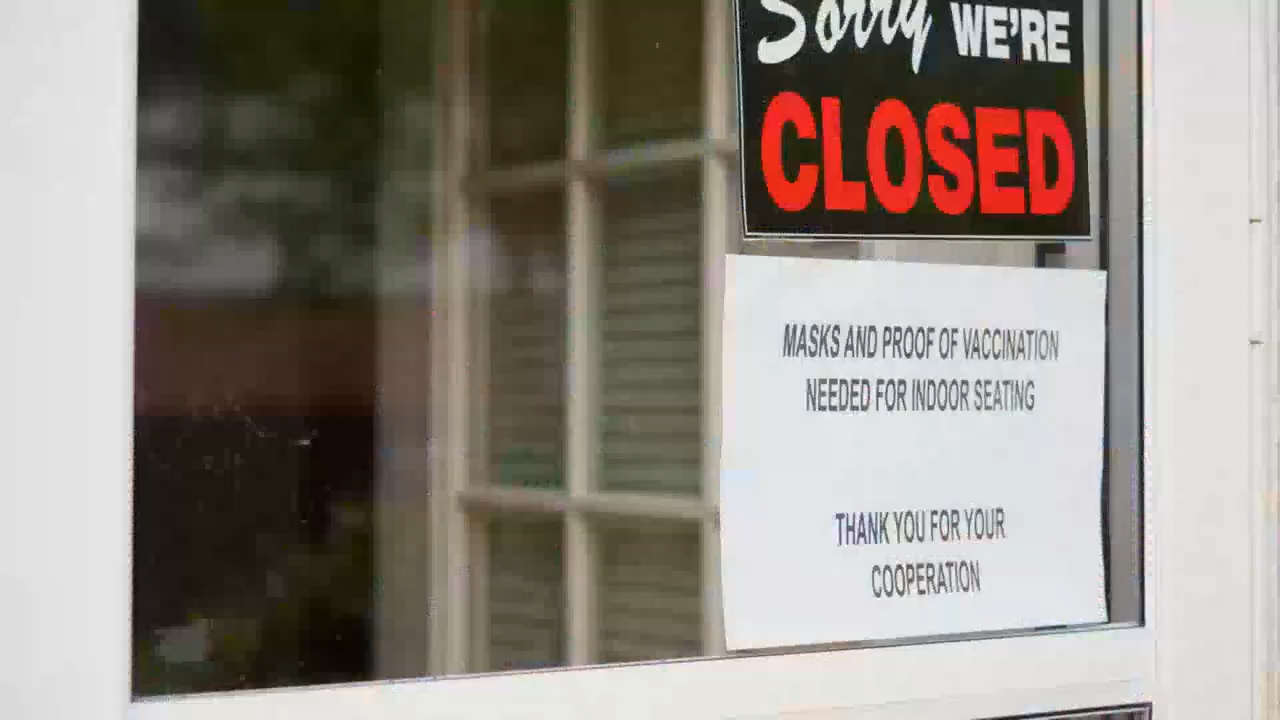 Sorry WE'RE
CLOSED
MASKS AND PROOF OF VACCINATION
NEEDED FOR INDOOR SEATING
THANK YOU FOR YOUR
COOPERATION